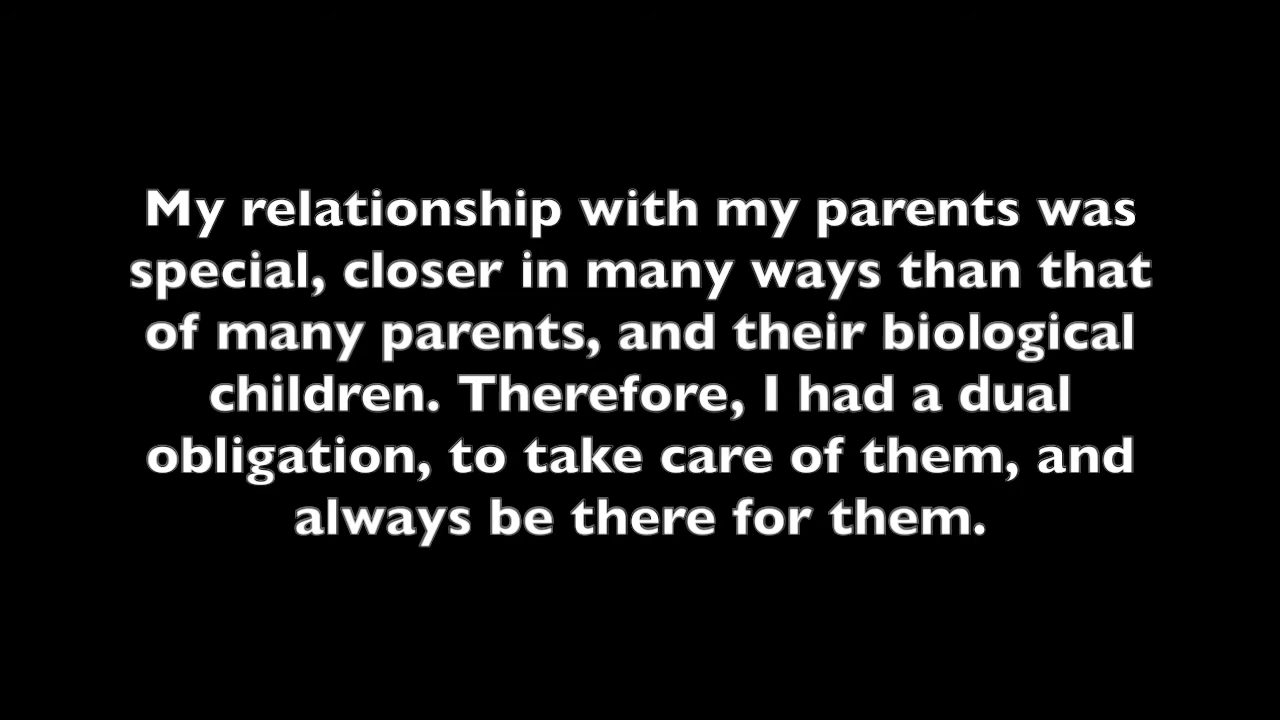 My relationship with my parents was
special, closer in many ways than that
of many parents, and their biological
children. Therefore, I had a dual
obligation, to take care of them, and
always be there for them.